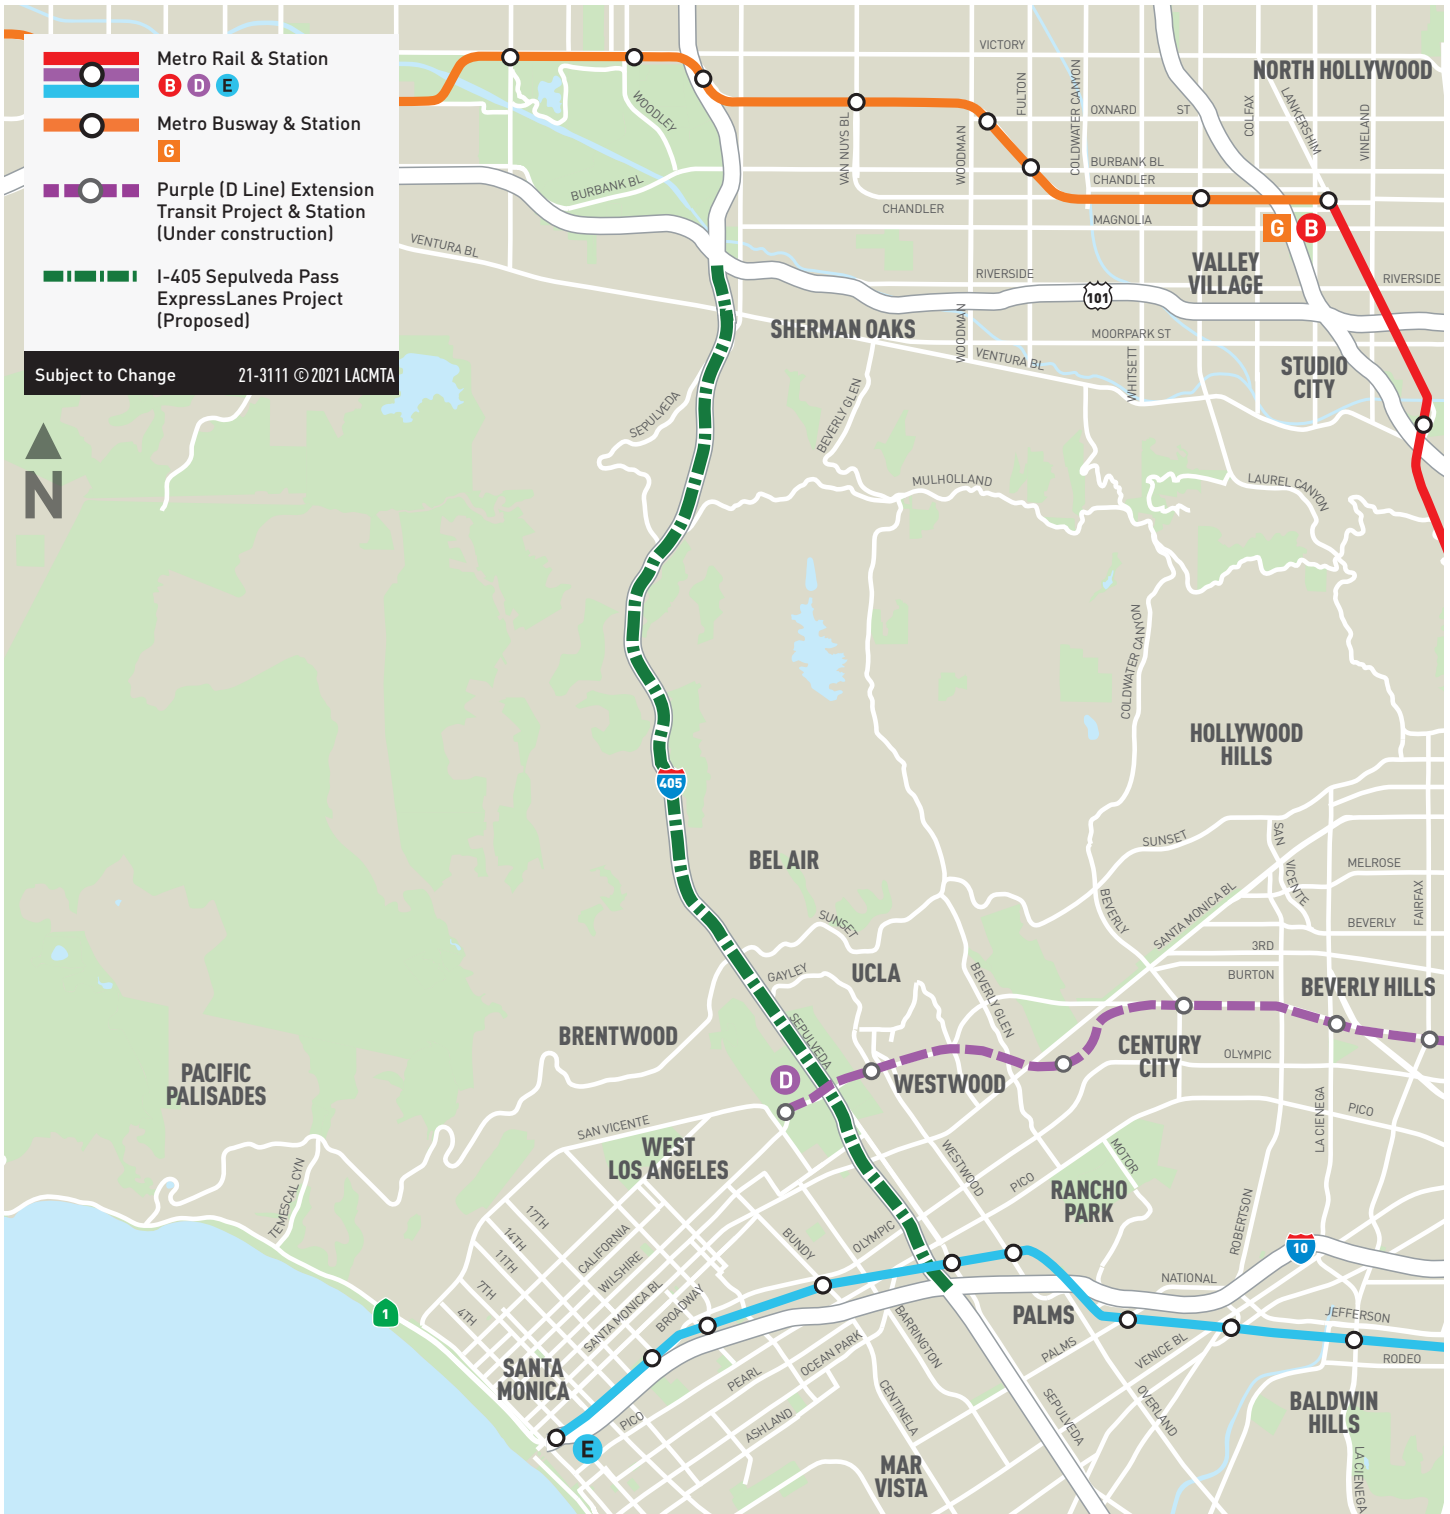 Metro Rail & Station
B D E
Metro Busway & Station
G
Purple (D Line) Extension
Transit Project & Station
(Under construction)
I-405 Sepulveda Pass
ExpressLanes Project
(Proposed)
Subject to Change
21-3111 ©2021 LACMTA
N
VICTORY
NORTH HOLLYWOOD
WOODLEY
VAN NUYS BL
WOODMAN
FULTON
COLDWATER CANYON
OXNARD ST
COLFAX
LANKERSHIM
VINELAND
BURBANK BL
BURBANK BL
CHANDLER
CHANDLER
MAGNOLIA
G B
VENTURA BL
VALLEY
VILLAGE
RIVERSIDE
RIVERSIDE
101
SHERMAN OAKS
WOODMAN
MOORPARK ST
VENTURA BL
WHITSETT
STUDIO
CITY
SEPULVEDA
BEVERLY GLEN
MULHOLLAND
LAUREL CANYON
COLDWATER CANYON
HOLLYWOOD
HILLS
405
BEL AIR
SUNSET
SAN VICENTE
MELROSE
FAIRFAX
BEVERLY
SANTA MONICA BL
BEVERLY
SUNSET
3RD
GAYLEY
UCLA
BEVERLY GLEN
BURTON
BEVERLY HILLS
SEPULVEDA
BRENTWOOD
CENTURY
CITY
OLYMPIC
PACIFIC
PALISADES
D
WESTWOOD
LA CIENEGA
PICO
SAN VICENTE
WEST
LOS ANGELES
WESTWOOD
PICO
MOTOR
RANCHO
PARK
TEMESCAL CYN
17TH
14TH
11TH
7TH
4TH
CALIFORNIA
WILSHIRE
SANTA MONICA BL
BROADWAY
BUNDY
OLYMPIC
ROBERTSON
10
NATIONAL
1
PALMS
JEFFERSON
BARRINGTON
OCEAN PARK
PALMS
VENICE BL
RODEO
SANTA
MONICA
PEARL
PICO
ASHLAND
CENTINELA
SEPULVEDA
OVERLAND
BALDWIN
HILLS
E
MAR
VISTA
LA CIENEGA